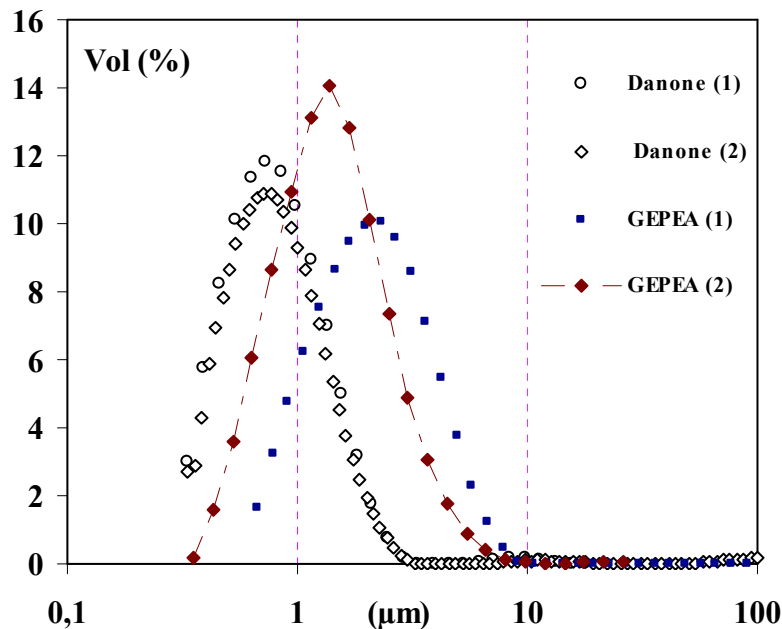 16
Vol (%)
14
12
10
8
6
4
2
0
Danone (1)
Danone (2)
GEPEA (1)
GEPEA (2)
0,1
1
(µm)
10
100